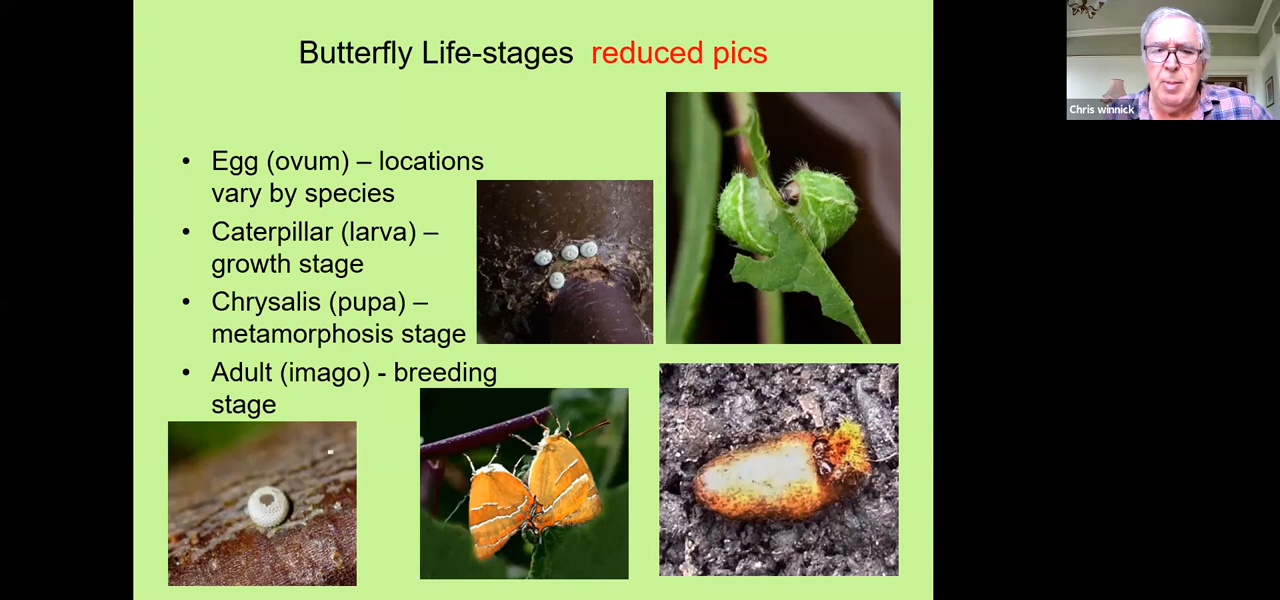 Butterfly Life-stages reduced pics
Chris winnick
• Egg (ovum) – locations
vary by species
• Caterpillar (larva) –
growth stage
• Chrysalis (pupa) –
metamorphosis stage
• Adult (imago) - breeding
stage